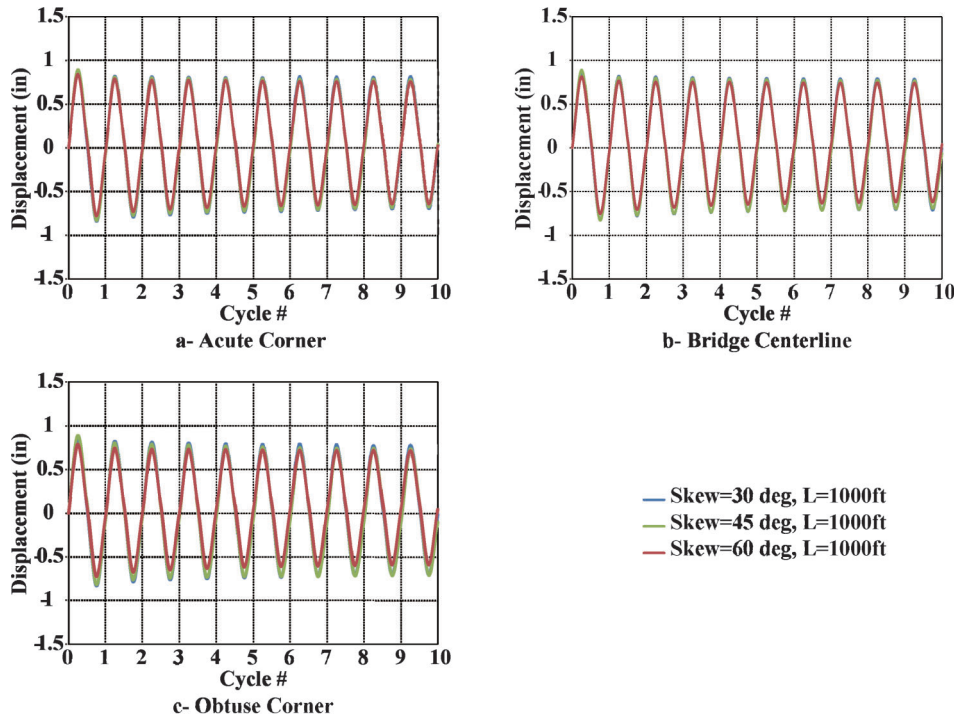 1.5
1
0.5
0
-0.5
-1
-1.5
Displacement (in)
0 1 2 3 4 5 6 7 8 9 10
Cycle #
a- Acute Corner
1.5
1
0.5
0
-0.5
-1
-1.5
Displacement (in)
0 1 2 3 4 5 6 7 8 9 10
Cycle #
b- Bridge Centerline
1.5
1
0.5
0
-0.5
-1
-1.5
Displacement (in)
0 1 2 3 4 5 6 7 8 9 10
Cycle #
c- Obtuse Corner
Skew=30 deg, L=1000ft
Skew=45 deg, L=1000ft
Skew=60 deg, L=1000ft